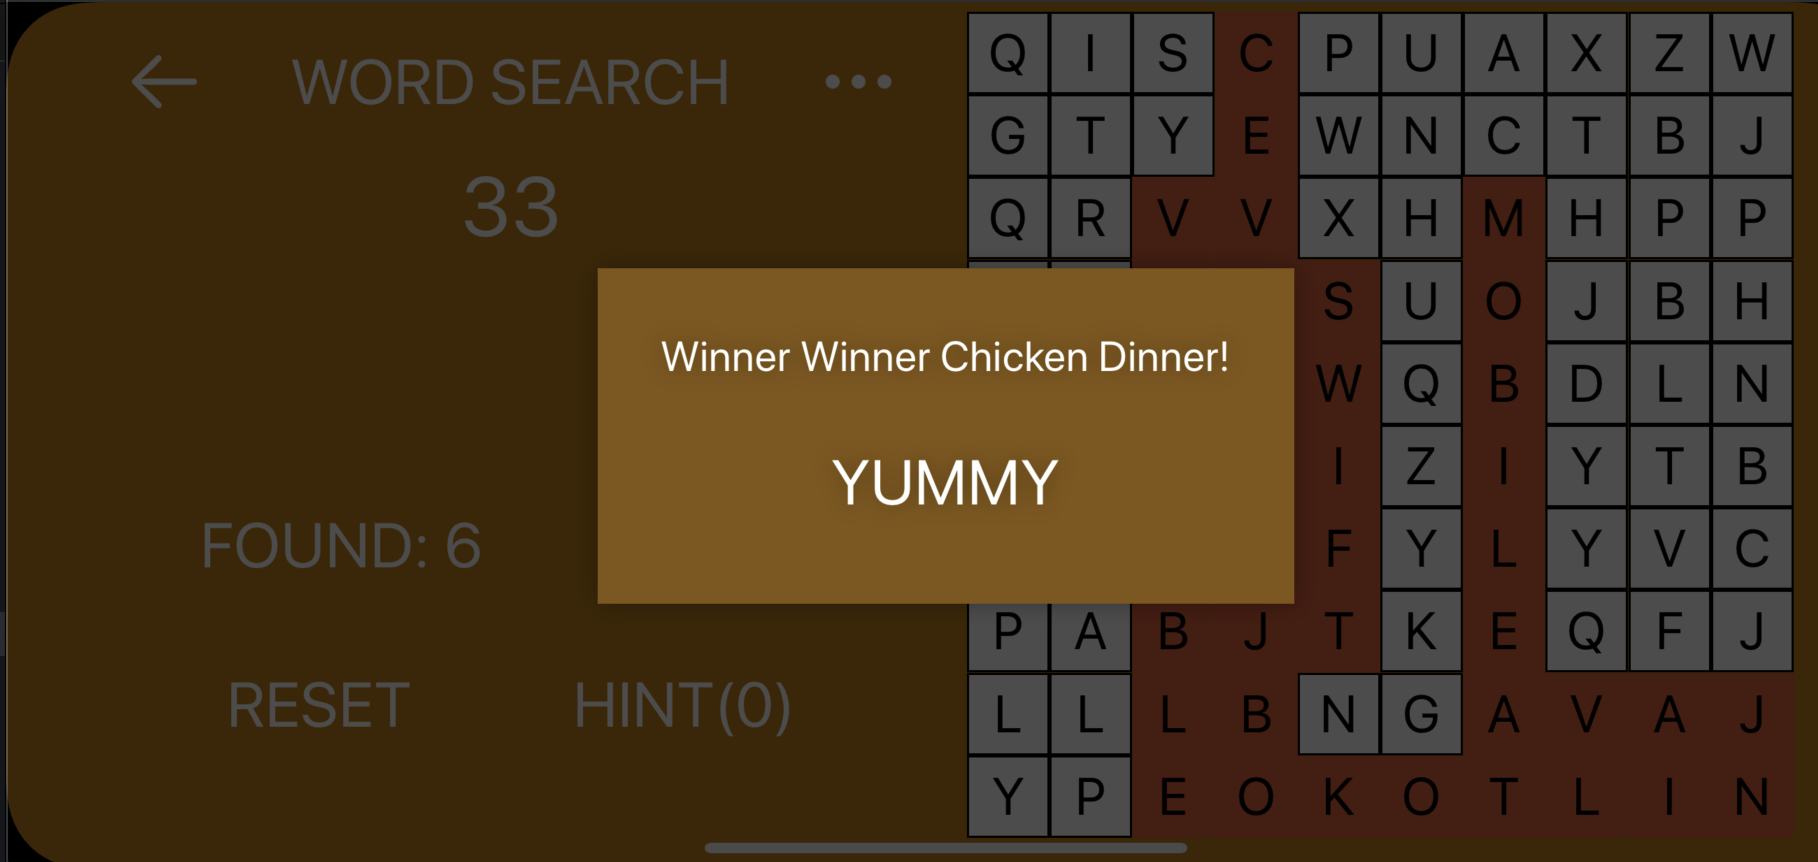 WORD SEARCH
33
FOUND: 6
RESET HINT(0)
Winner Winner Chicken Dinner!
YUMMY
Q I S C P U A X Z W
G T Y E W N C T B J
Q R V V X H M H P P
S U O J B H
W Q B D L N
I Z I Y T B
F Y L Y V C
P A B J T K E Q F J
L L L B N G A V A J
Y P E O K O T L I N